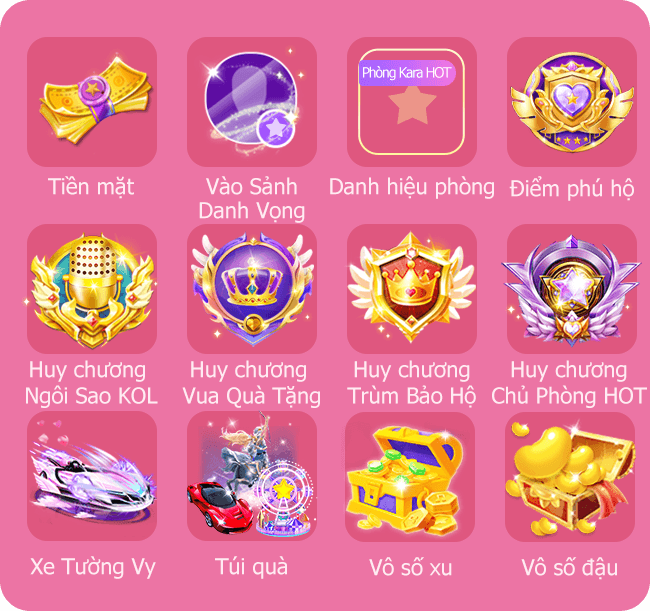 Phòng Kara HOT
Tiền mặt
Vào Sảnh
Danh Vọng
Danh hiệu phòng
Điểm phú hộ
Huy chương
Ngôi Sao KOL
Huy chương
Vua Quà Tặng
Huy chương
Trùm Bảo Hộ
Huy chương
Chủ Phòng HOT
Xe Tường Vy
Túi quà
Vô số xu
Vô số đậu